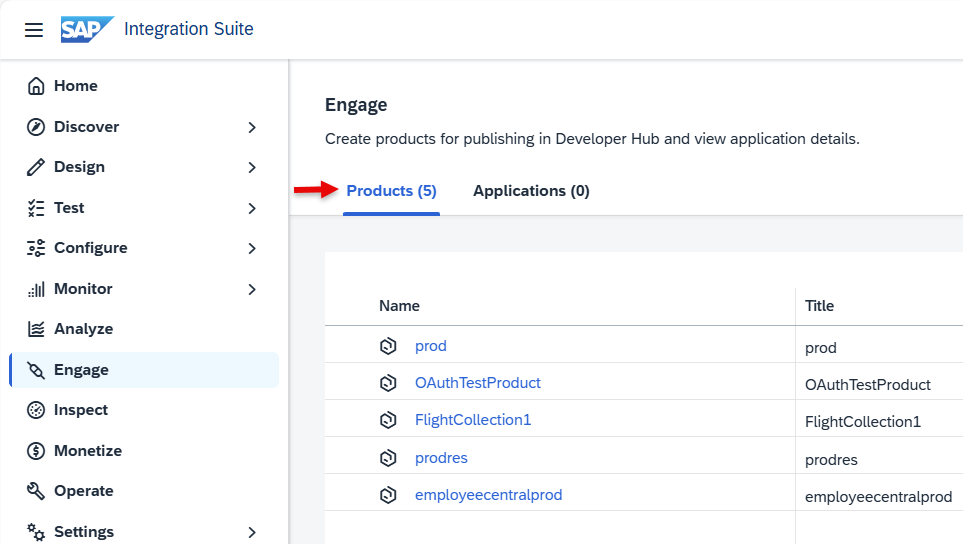 SAP Integration Suite
Home
Discover
Design
Test
Configure
Monitor
Analyze
Engage
Inspect
Monetize
Operate
Settings
Engage
Create products for publishing in Developer Hub and view application details.
Products (5) Applications (0)
Name Title
prod prod
OAuthTestProduct OAuthTestProduct
FlightCollection1 FlightCollection1
prodres prodres
employeecentralprod employeecentralprod